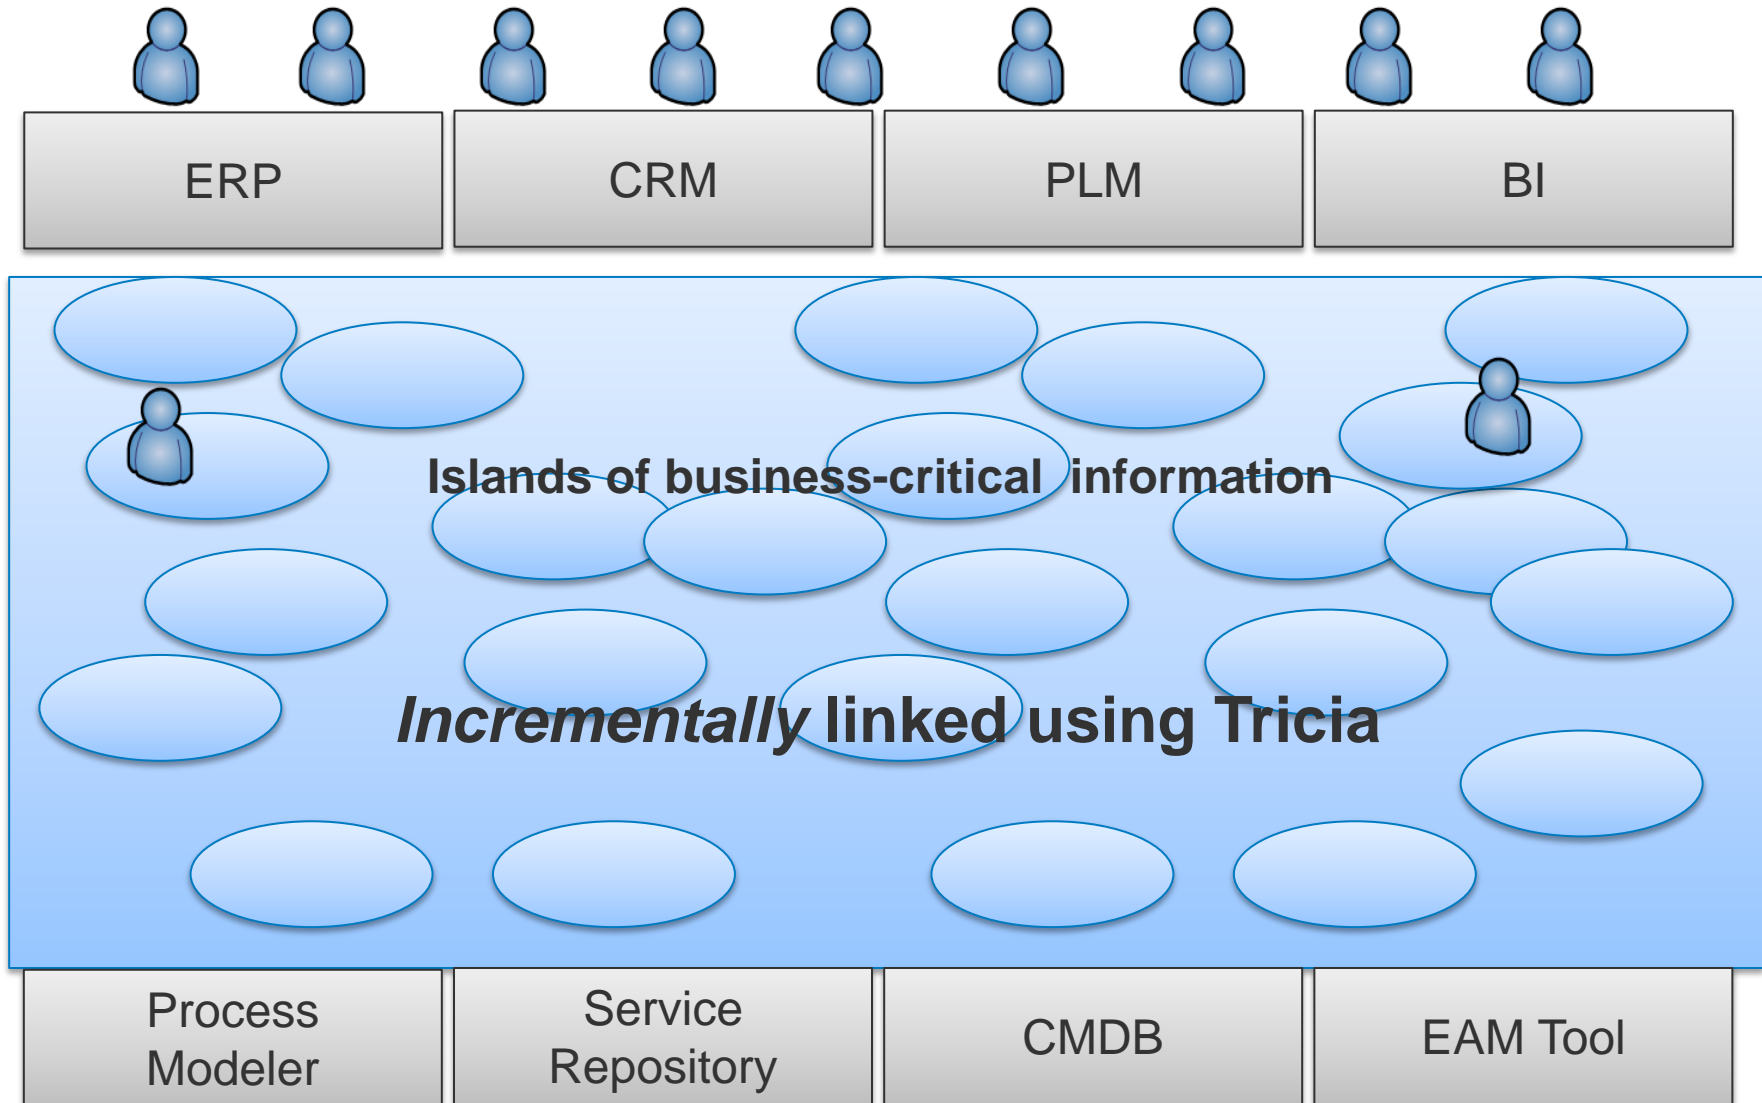 ERP
CRM
PLM
BI
Islands of business-critical information
Incrementally linked using Tricia
Process
Modeler
Service
Repository
CMDB
EAM Tool